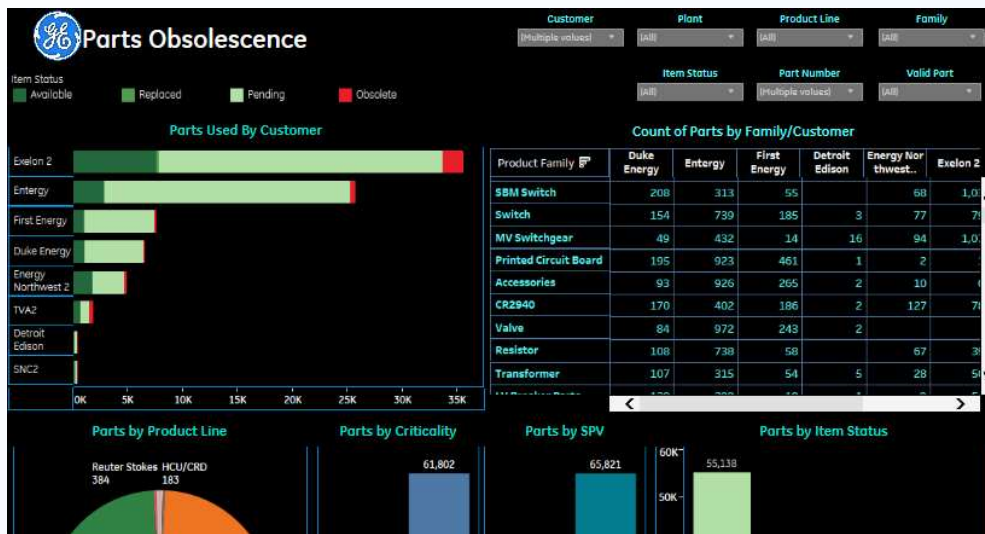 Parts Obsolescence
Customer Plant Product Line Family
(Multiple values) (All) (All) (All)
Item Status Part Number Valid Part
(All) (Multiple values) (All)
Item Status
Available Replaced Pending Obsolete
Parts Used By Customer
Exelon 2
Entergy
First Energy
Duke Energy
Energy
Northwest 2
TVA2
Detroit
Edison
SNC2
0K 5K 10K 15K 20K 25K 30K 35K
Count of Parts by Family/Customer
Product Family Duke Energy Entergy First Energy Detroit Edison Energy Nor thwest.. Exelon 2
SBM Switch 208 313 55 68
Switch 154 739 185 3 77
MV Switchgear 49 432 14 16 94
Printed Circuit Board 195 923 461 1 2
Accessories 93 926 265 2 10
CR2940 170 402 186 2 127
Valve 84 972 243 2
Resistor 108 738 58 67
Transformer 107 315 54 5 28
Parts by Product Line
Reuter Stokes HCU/CRD
384 183
Parts by Criticality
61,802
Parts by SPV
65,821
Parts by Item Status
60K
55,138
50K